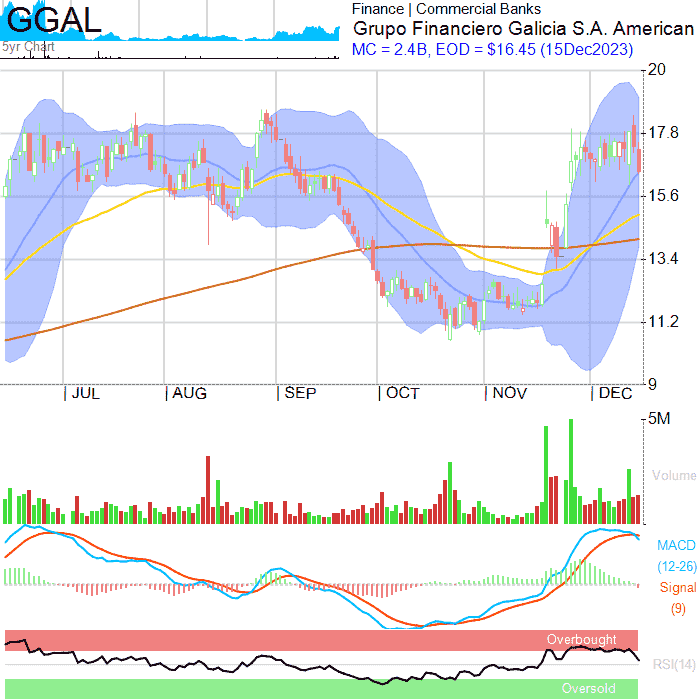 GGAL
5yr Chart
Finance | Commercial Banks
Grupo Financiero Galicia S.A. American
MC = 2.4B, EOD = $16.45 (15Dec2023)
20
17.8
15.6
13.4
11.2
9
JUL
AUG
SEP
OCT
NOV
DEC
5M
Volume
MACD
(12-26)
Signal
(9)
Overbought
RSI(14)
Oversold